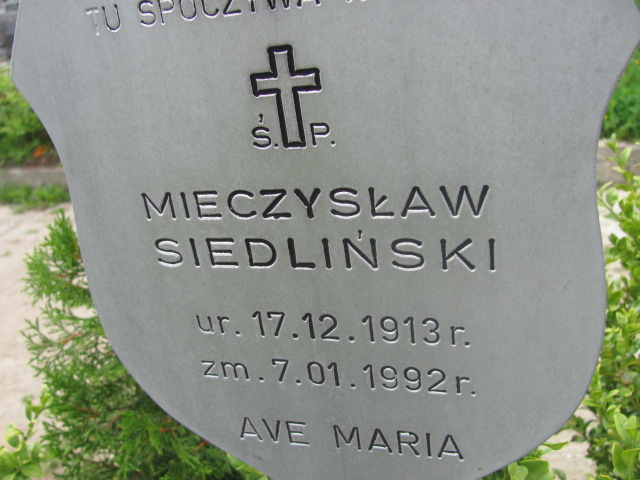 TU SPOCZYWA
Ś. P.
MIECZYSŁAW
SIEDLIŃSKI
ur. 17.12.1913 r.
zm. 7.01.1992 r.
AVE MARIA